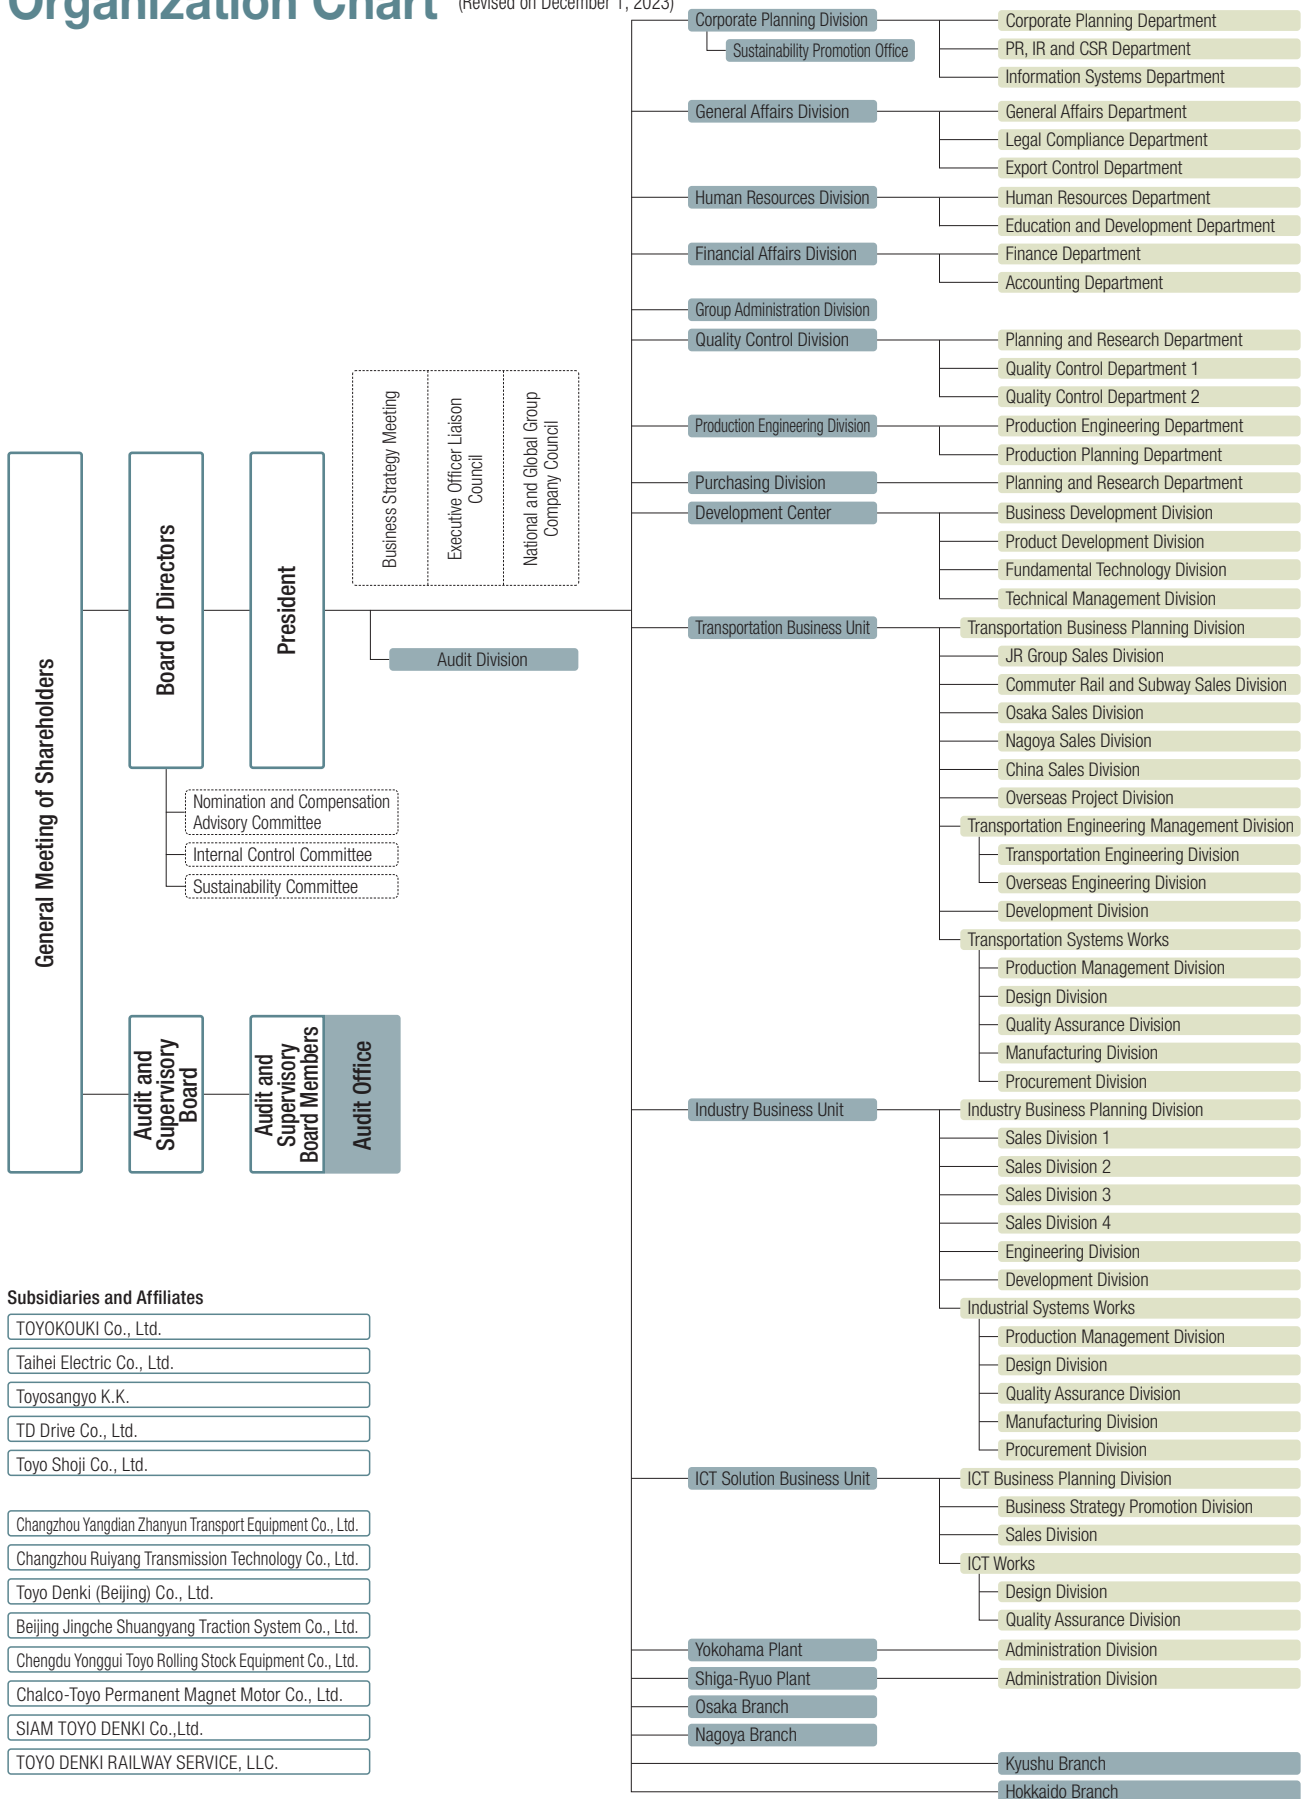 Organization Chart (Revised on December 1, 2023)
Corporate Planning Division
Sustainability Promotion Office
Corporate Planning Department
PR, IR and CSR Department
Information Systems Department
General Affairs Division
General Affairs Department
Legal Compliance Department
Export Control Department
Human Resources Division
Human Resources Department
Education and Development Department
Financial Affairs Division
Finance Department
Accounting Department
Group Administration Division
Quality Control Division
Planning and Research Department
Quality Control Department 1
Quality Control Department 2
Production Engineering Division
Production Engineering Department
Production Planning Department
Purchasing Division
Planning and Research Department
Development Center
Business Development Division
Product Development Division
Fundamental Technology Division
Technical Management Division
Transportation Business Unit
Transportation Business Planning Division
JR Group Sales Division
Commuter Rail and Subway Sales Division
Osaka Sales Division
Nagoya Sales Division
China Sales Division
Overseas Project Division
Transportation Engineering Management Division
Transportation Engineering Division
Overseas Engineering Division
Development Division
Transportation Systems Works
Production Management Division
Design Division
Quality Assurance Division
Manufacturing Division
Procurement Division
Industry Business Unit
Industry Business Planning Division
Sales Division 1
Sales Division 2
Sales Division 3
Sales Division 4
Engineering Division
Development Division
Industrial Systems Works
Production Management Division
Design Division
Quality Assurance Division
Manufacturing Division
Procurement Division
ICT Solution Business Unit
ICT Business Planning Division
Business Strategy Promotion Division
Sales Division
ICT Works
Design Division
Quality Assurance Division
Yokohama Plant
Administration Division
Shiga-Ryuo Plant
Administration Division
Osaka Branch
Nagoya Branch
Kyushu Branch
Hokkaido Branch
Business Strategy Meeting
Executive Officer Liaison
Council
National and Global Group
Company Council
General Meeting of Shareholders
Board of Directors
President
Audit Division
Nomination and Compensation
Advisory Committee
Internal Control Committee
Sustainability Committee
Audit and
Supervisory
Board
Audit and
Supervisory
Board Members
Audit Office
Subsidiaries and Affiliates
TOYOKOUKI Co., Ltd.
Taihei Electric Co., Ltd.
Toyosangyo K.K.
TD Drive Co., Ltd.
Toyo Shoji Co., Ltd.
Changzhou Yangdian Zhanyun Transport Equipment Co., Ltd.
Changzhou Ruiyang Transmission Technology Co., Ltd.
Toyo Denki (Beijing) Co., Ltd.
Beijing Jingche Shuangyang Traction System Co., Ltd.
Chengdu Yonggui Toyo Rolling Stock Equipment Co., Ltd.
Chalco-Toyo Permanent Magnet Motor Co., Ltd.
SIAM TOYO DENKI Co.,Ltd.
TOYO DENKI RAILWAY SERVICE, LLC.